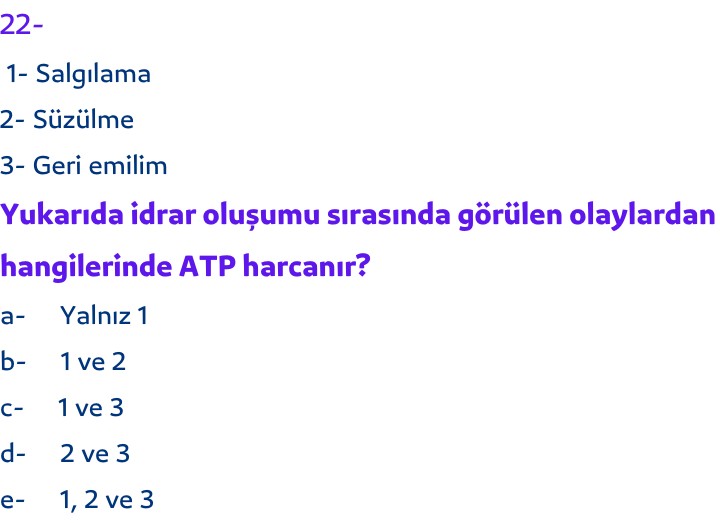 22-
1- Salgılama
2- Süzülme
3- Geri emilim
Yukarıda idrar oluşumu sırasında görülen olaylardan
hangilerinde ATP harcanır?
a- Yalnız 1
b- 1 ve 2
c- 1 ve 3
d- 2 ve 3
e- 1, 2 ve 3